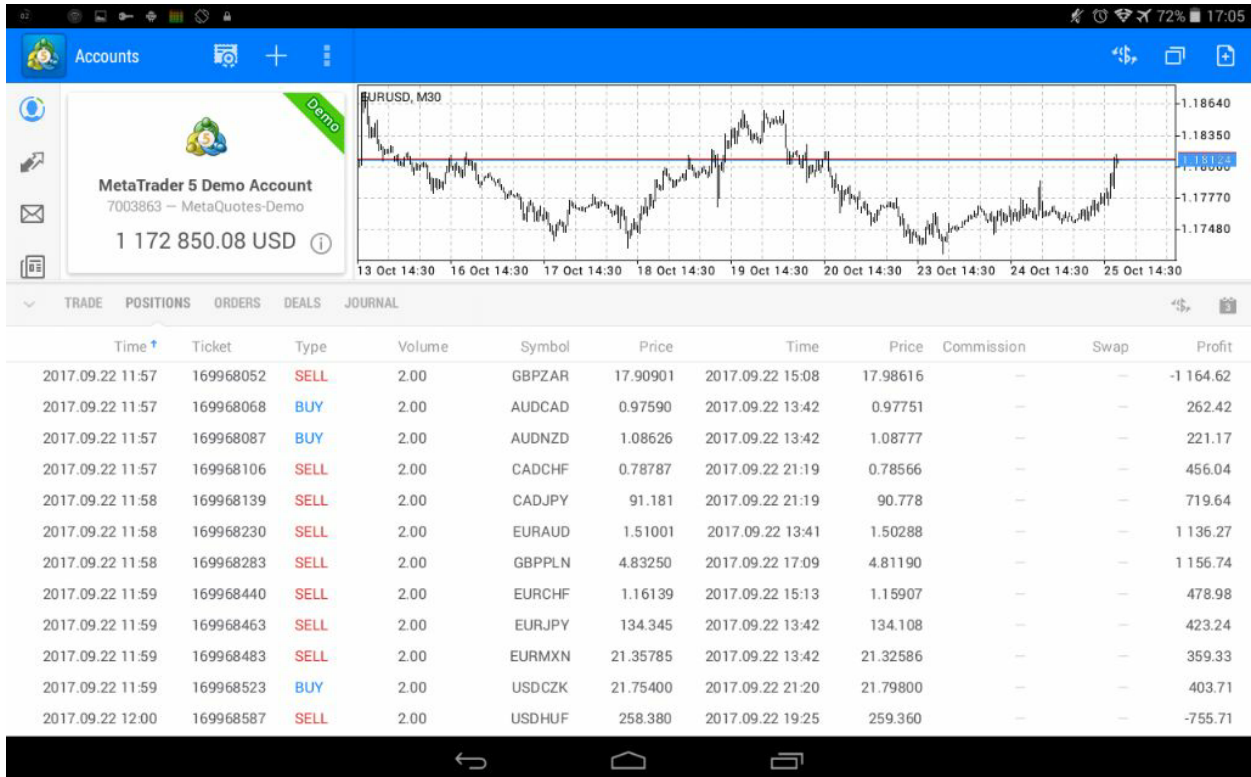 72% 17:05
Accounts
Demo
MetaTrader 5 Demo Account
7003863 — MetaQuotes-Demo
1 172 850.08 USD
EURUSD, M30
1.18640
1.18350
1.18124
1.17770
1.17480
13 Oct 14:30 16 Oct 14:30 17 Oct 14:30 18 Oct 14:30 19 Oct 14:30 20 Oct 14:30 23 Oct 14:30 24 Oct 14:30 25 Oct 14:30
TRADE POSITIONS ORDERS DEALS JOURNAL
Time Ticket Type Volume Symbol Price Time Price Commission Swap Profit
2017.09.22 11:57 169968052 SELL 2.00 GBPZAR 17.90901 2017.09.22 15:08 17.98616 — — -1 164.62
2017.09.22 11:57 169968068 BUY 2.00 AUDCAD 0.97590 2017.09.22 13:42 0.97751 — — 262.42
2017.09.22 11:57 169968087 BUY 2.00 AUDNZD 1.08626 2017.09.22 13:42 1.08777 — — 221.17
2017.09.22 11:57 169968106 SELL 2.00 CADCHF 0.78787 2017.09.22 21:19 0.78566 — — 456.04
2017.09.22 11:58 169968139 SELL 2.00 CADJPY 91.181 2017.09.22 21:19 90.778 — — 719.64
2017.09.22 11:58 169968230 SELL 2.00 EURAUD 1.51001 2017.09.22 13:41 1.50288 — — 1 136.27
2017.09.22 11:58 169968283 SELL 2.00 GBPPLN 4.83250 2017.09.22 17:09 4.81190 — — 1 156.74
2017.09.22 11:59 169968440 SELL 2.00 EURCHF 1.16139 2017.09.22 15:13 1.15907 — — 478.98
2017.09.22 11:59 169968463 SELL 2.00 EURJPY 134.345 2017.09.22 13:42 134.108 — — 423.24
2017.09.22 11:59 169968483 SELL 2.00 EURMXN 21.35785 2017.09.22 13:42 21.32586 — — 359.33
2017.09.22 11:59 169968523 BUY 2.00 USDCZK 21.75400 2017.09.22 21:20 21.79800 — — 403.71
2017.09.22 12:00 169968587 SELL 2.00 USDHUF 258.380 2017.09.22 19:25 259.360 — — -755.71